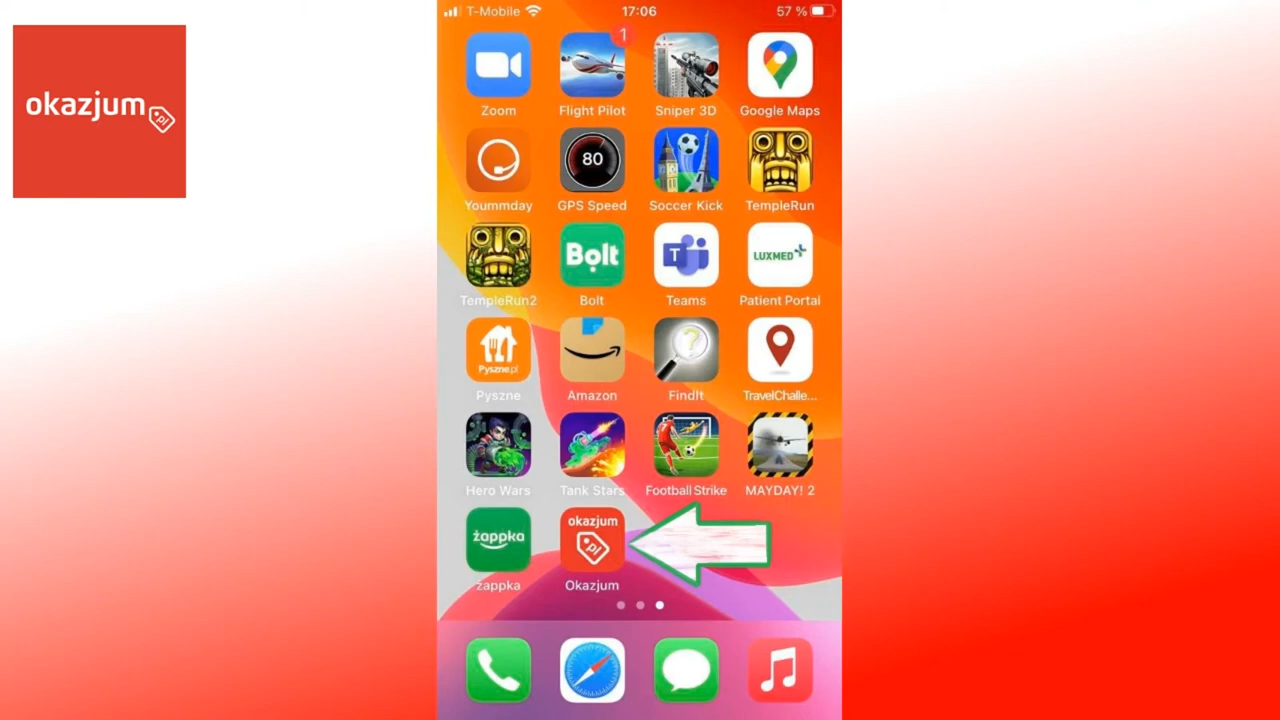 T-Mobile 17:06 57 %
okazjum
pl
1
Zoom Flight Pilot Sniper 3D Google Maps
80
Yoummday GPS Speed Soccer Kick TempleRun
Bolt T LUXMED
TempleRun2 Bolt Teams Patient Portal
?
Pyszne.pl
Pyszne Amazon FindIt TravelChalle...
Hero Wars Tank Stars Football Strike MAYDAY! 2
żappka okazjum
pl
żappka Okazjum